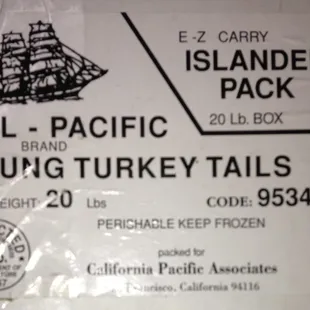 E-Z CARRY
ISLANDE
PACK
20 Lb. BOX
L - PACIFIC
BRAND
UNG TURKEY TAILS
EIGHT: 20 Lbs
CODE: 9534
PERICHABLE KEEP FROZEN
packed for
California Pacific Associates
Francisco, California 94116